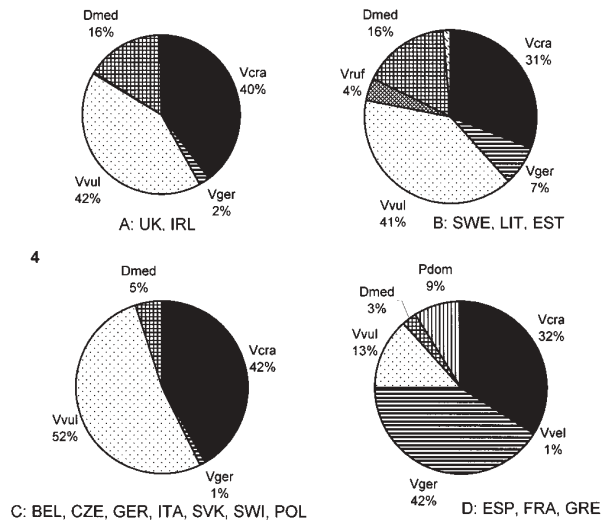 Dmed
16%
Vcra
40%
Vvul
42%
Vger
2%
A: UK, IRL
Dmed
16%
Vcra
31%
Vruf
4%
Vger
7%
Vvul
41%
B: SWE, LIT, EST
4
Dmed
5%
Vcra
42%
Vvul
52%
Vger
1%
C: BEL, CZE, GER, ITA, SVK, SWI, POL
Pdom
9%
Dmed
3%
Vcra
32%
Vvul
13%
Vvel
1%
Vger
42%
D: ESP, FRA, GRE